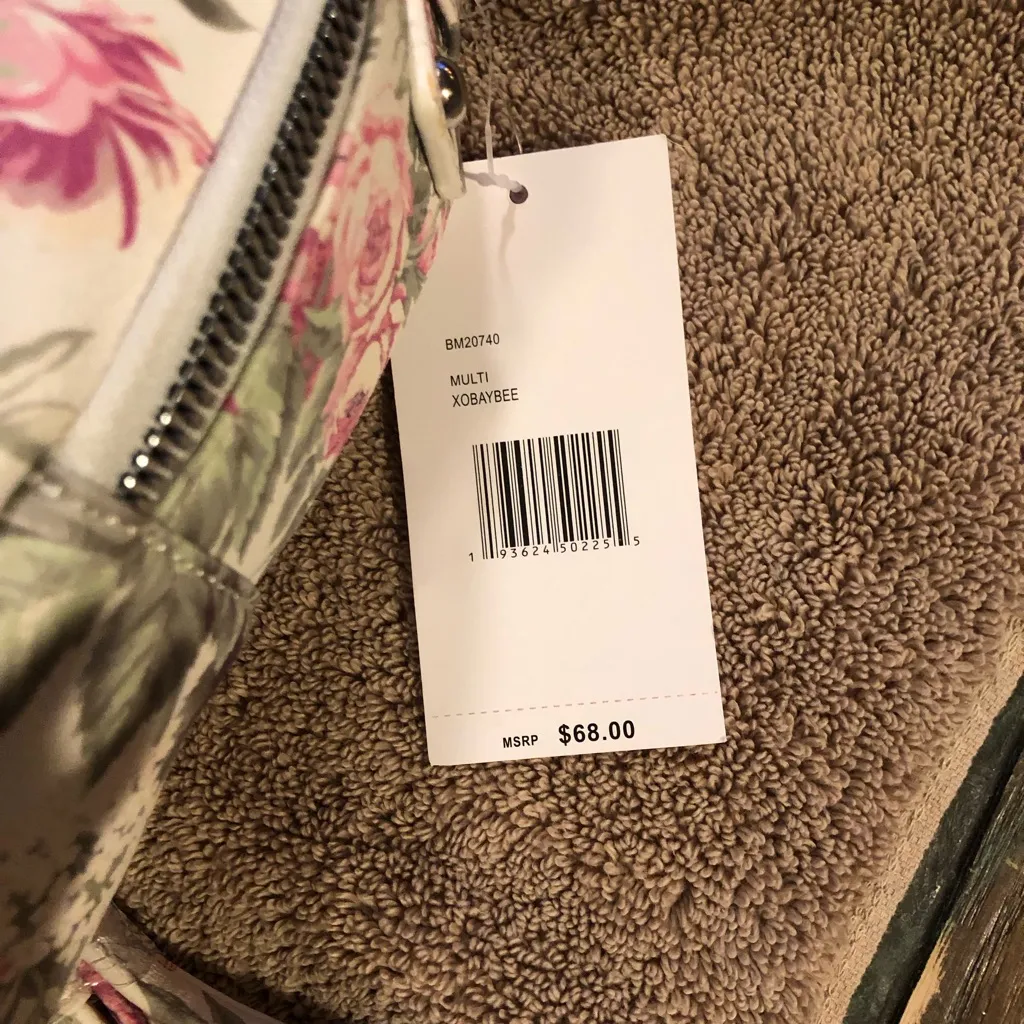 BM20740
MULTI
XOBAYBEE
1 93624 50225 5
MSRP $68.00